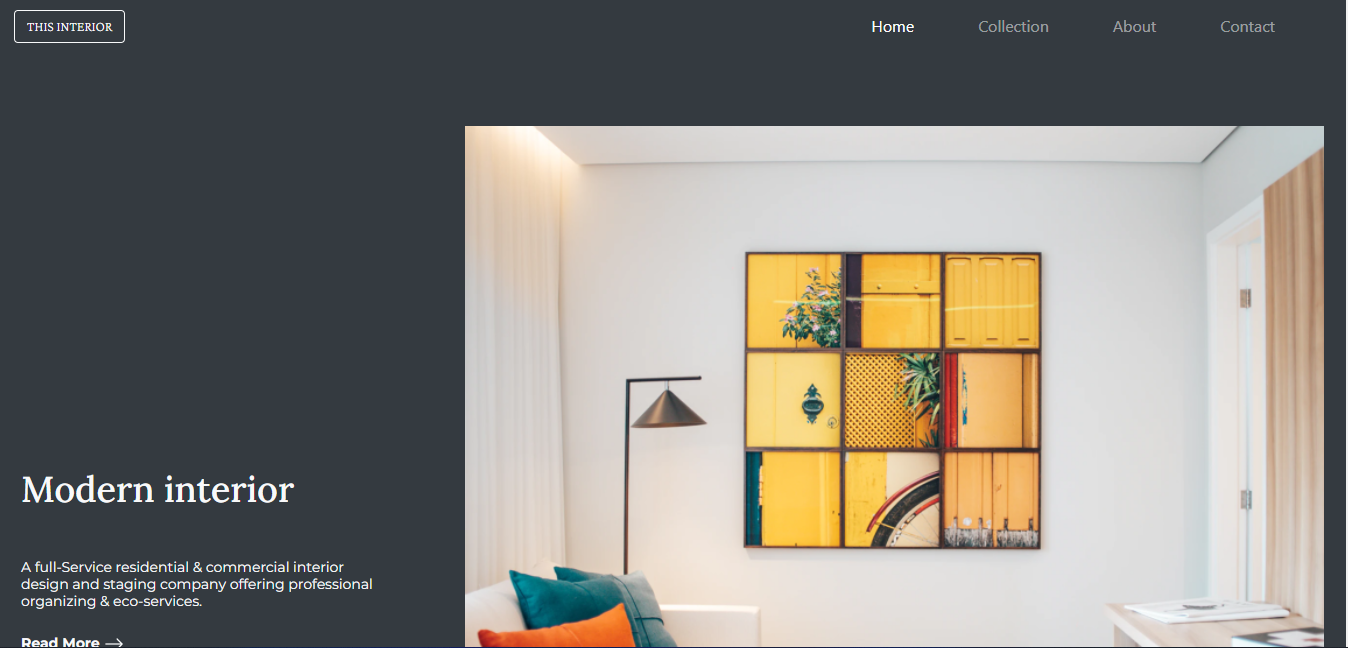 THIS INTERIOR
Home
Collection
About
Contact
Modern interior
A full-Service residential & commercial interior
design and staging company offering professional
organizing & eco-services.
Read More →